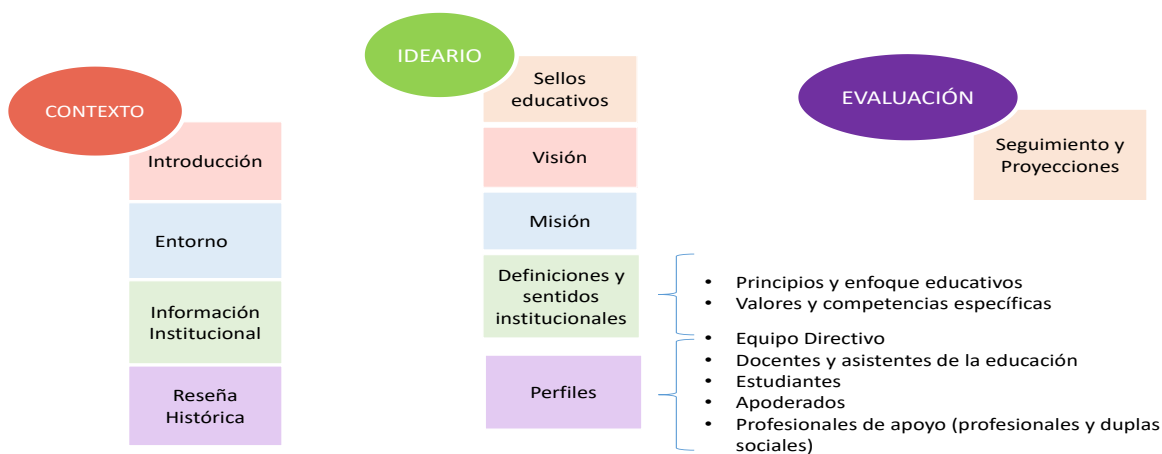 CONTEXTO
Introducción
Entorno
Información
Institucional
Reseña
Histórica
IDEARIO
Sellos
educativos
Visión
Misión
Definiciones y
sentidos
institucionales
• Principios y enfoque educativos
• Valores y competencias específicas
Perfiles
• Equipo Directivo
• Docentes y asistentes de la educación
• Estudiantes
• Apoderados
• Profesionales de apoyo (profesionales y duplas
sociales)
EVALUACIÓN
Seguimiento y
Proyecciones